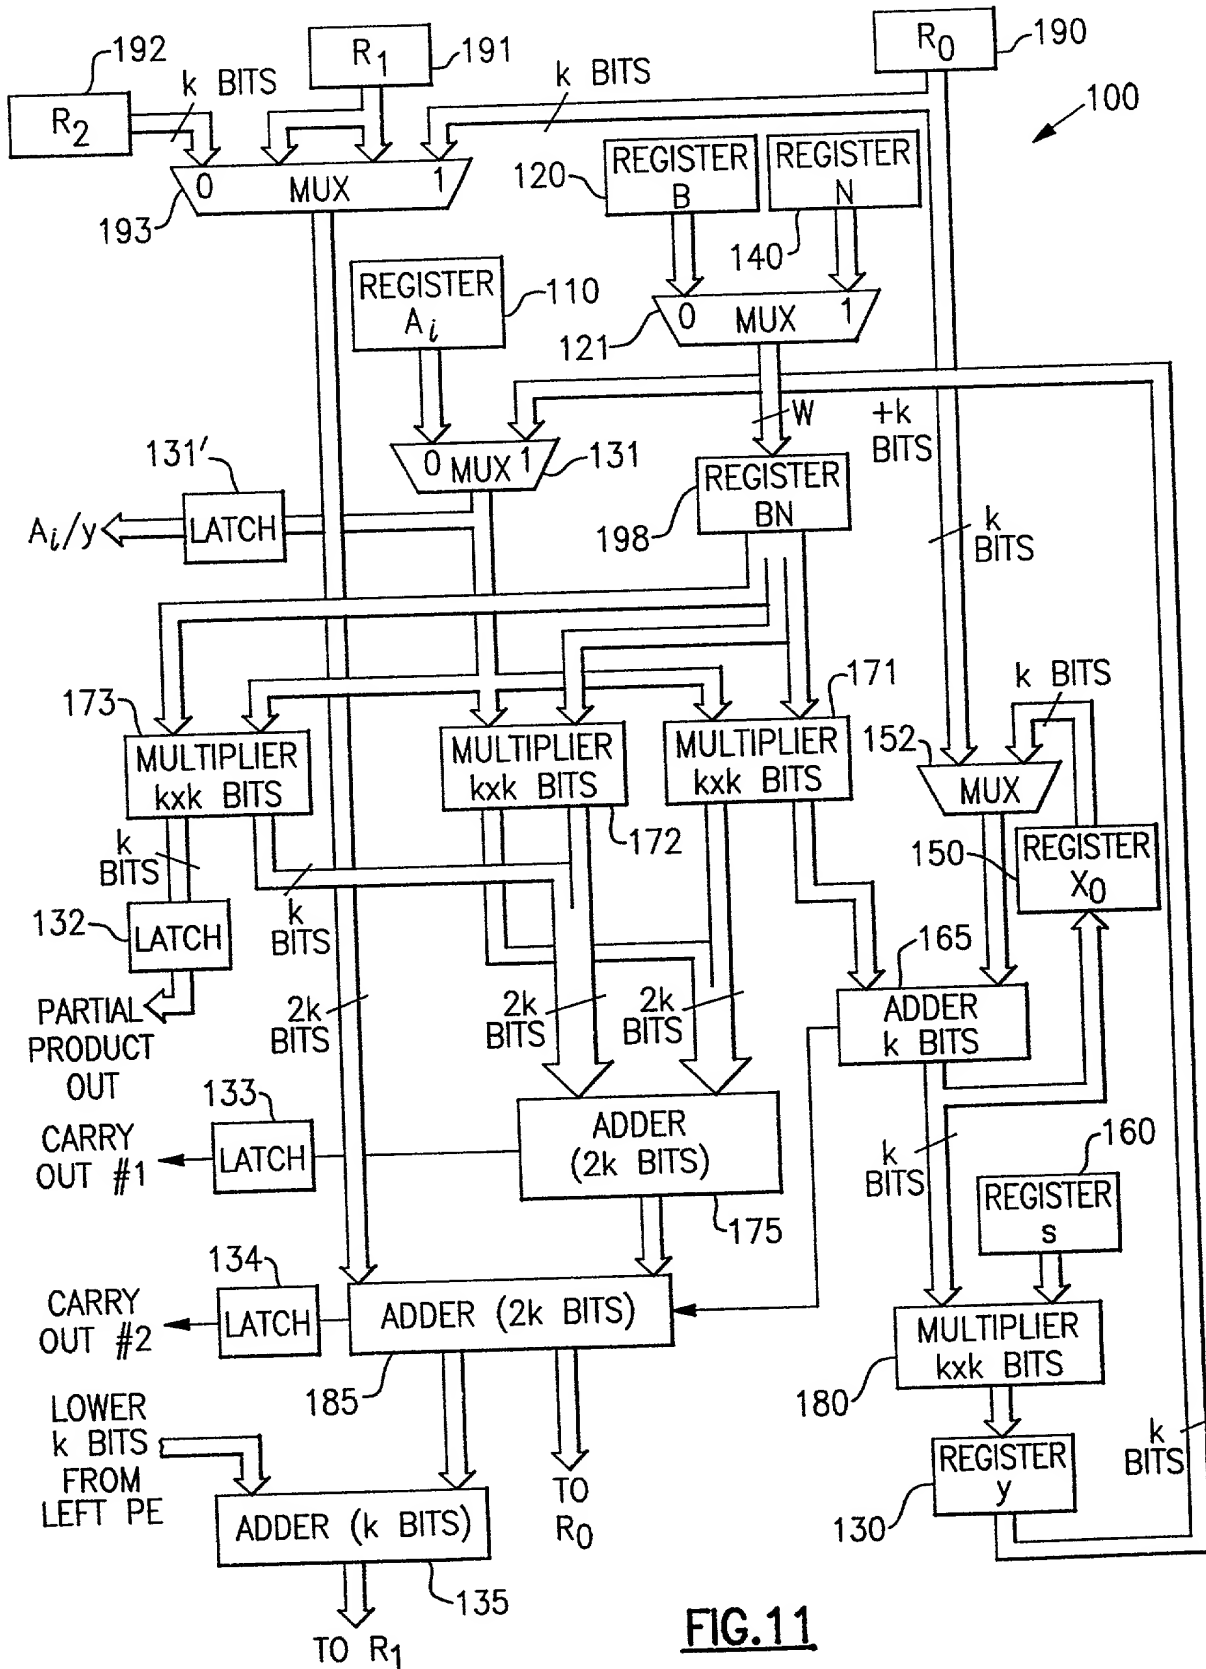 192
R2
k BITS
R1
191
k BITS
R0
190
100
0 MUX 1
193
120
REGISTER
B
REGISTER
N
140
REGISTER
Ai
110
0 MUX 1
121
W
+k
BITS
131′
0 MUX 1
131
REGISTER
BN
198
Ai/y
LATCH
k
BITS
173
MULTIPLIER
kxk BITS
MULTIPLIER
kxk BITS
172
171
MULTIPLIER
kxk BITS
k BITS
152
MUX
150
REGISTER
X0
k
BITS
132
LATCH
k
BITS
PARTIAL
PRODUCT
OUT
2k
BITS
2k
BITS
2k
BITS
165
ADDER
k BITS
133
CARRY
OUT #1
LATCH
ADDER
(2k BITS)
175
k
BITS
160
REGISTER
s
134
CARRY
OUT #2
LATCH
ADDER (2k BITS)
185
MULTIPLIER
kxk BITS
180
LOWER
k BITS
FROM
LEFT PE
TO
R0
REGISTER
y
130
k
BITS
ADDER (k BITS)
135
TO R1
FIG.11